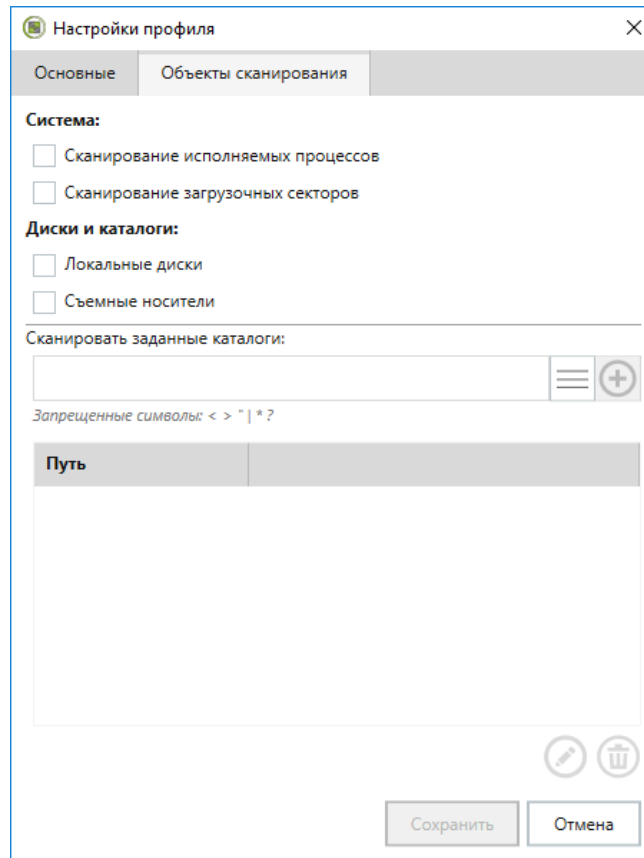 Настройки профиля
Основные Объекты сканирования
Система:
Сканирование исполняемых процессов
Сканирование загрузочных секторов
Диски и каталоги:
Локальные диски
Съемные носители
Сканировать заданные каталоги:
Запрещенные символы: < > " | * ?
Путь
Сохранить Отмена